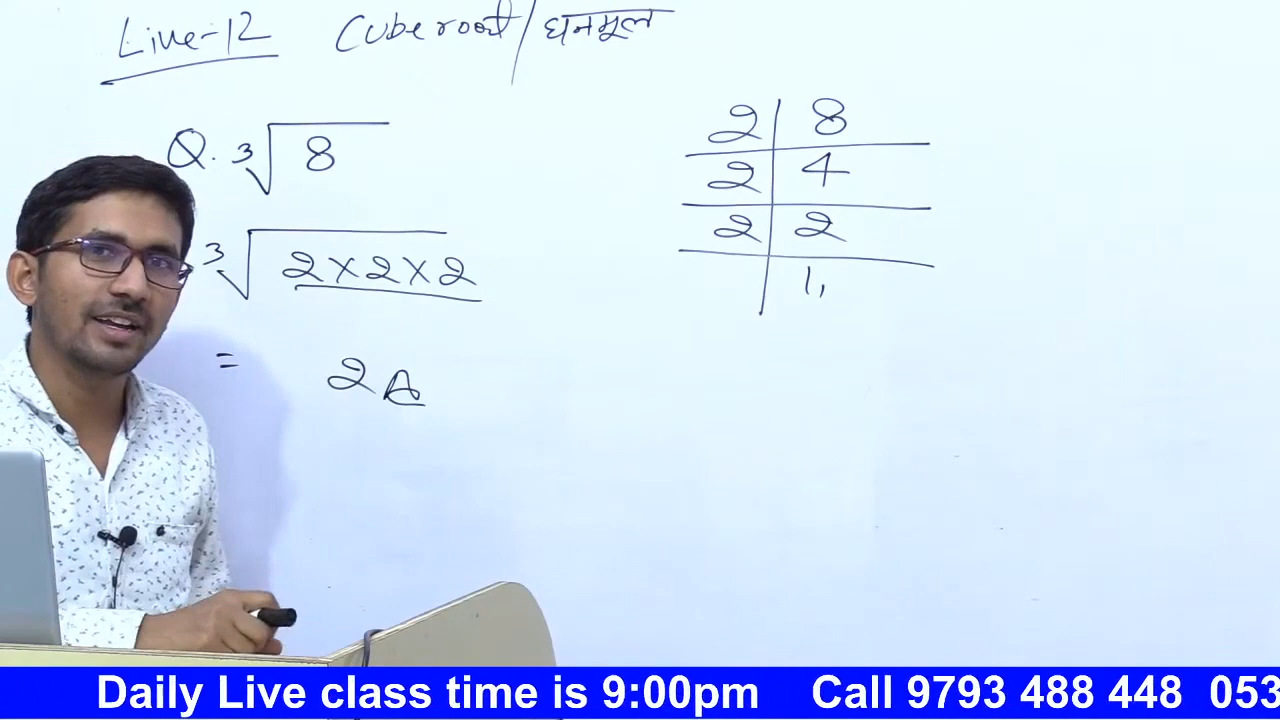 Live-12 Cube root/घनमूल
Q. ∛8
∛2×2×2
= 2 A
2 | 8
2 | 4
2 | 2
1,
Daily Live class time is 9:00pm Call 9793 488 448 053